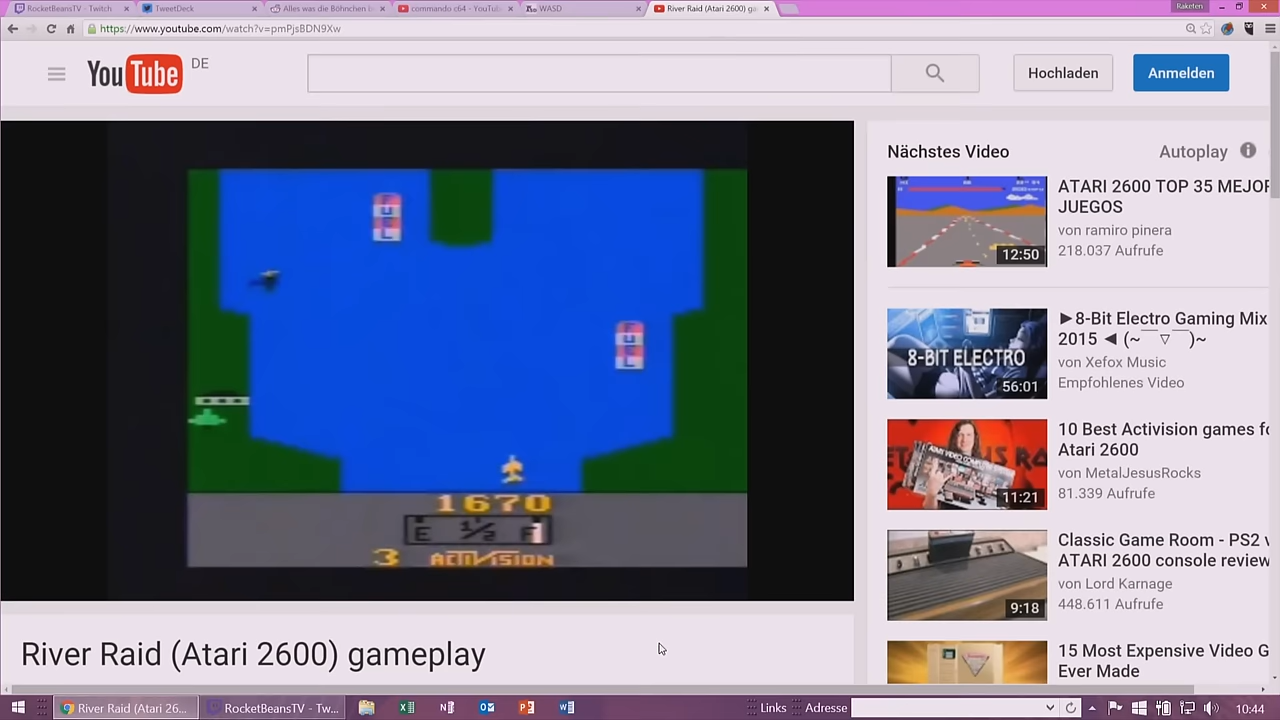 RocketBeansTV - Twitch
TweetDeck
Alles was die Böhnchen b
commando c64 - YouTube
WASD
River Raid (Atari 2600) ga
Raketen
https://www.youtube.com/watch?v=pmPjsBDN9Xw
YouTube DE
Hochladen
Anmelden
1670
E 1/2 F
3 ACTIVISION
River Raid (Atari 2600) gameplay
Nächstes Video
Autoplay
ATARI 2600 TOP 35 MEJOR
JUEGOS
von ramiro pinera
218.037 Aufrufe
12:50
►8-Bit Electro Gaming Mix
2015 ◄ (~￣▽￣)~
von Xefox Music
Empfohlenes Video
8-BIT ELECTRO
56:01
10 Best Activision games fo
Atari 2600
von MetalJesusRocks
81.339 Aufrufe
11:21
Classic Game Room - PS2 v
ATARI 2600 console review
von Lord Karnage
448.611 Aufrufe
9:18
15 Most Expensive Video G
Ever Made
River Raid (Atari 26...
RocketBeansTV - Tw...
Links
Adresse
10:44